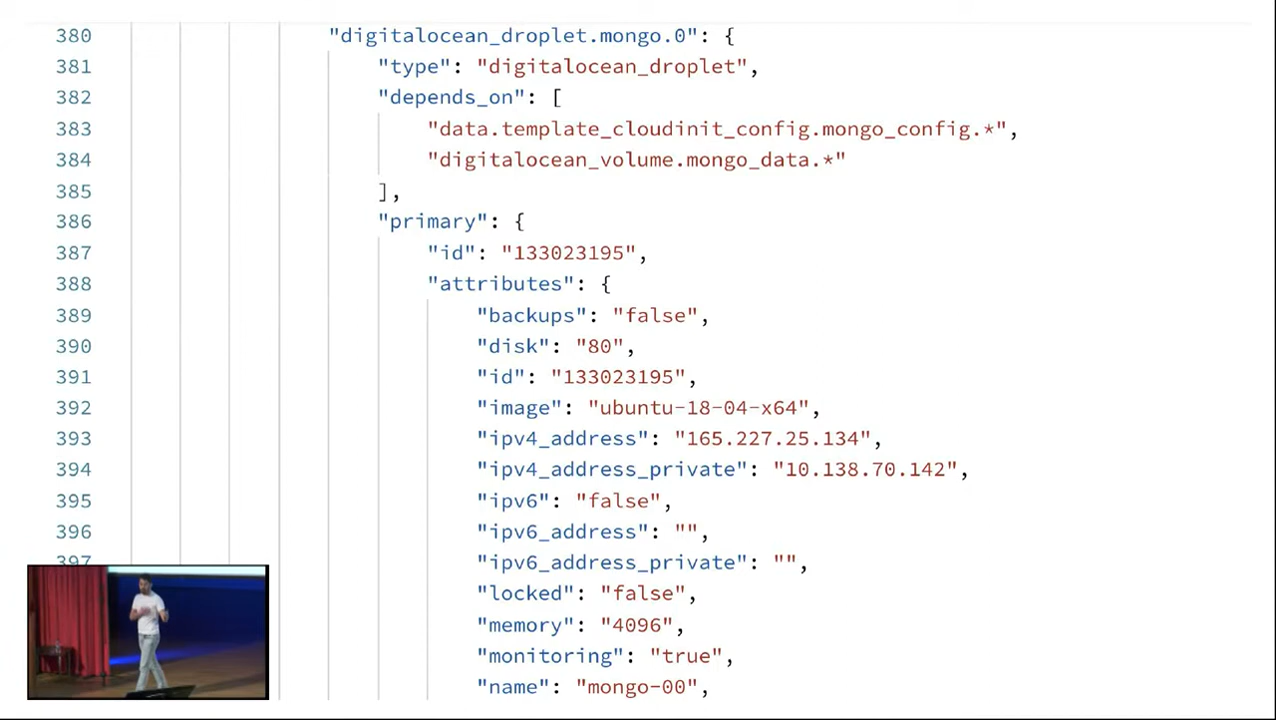 380 "digitalocean_droplet.mongo.0": {
381 "type": "digitalocean_droplet",
382 "depends_on": [
383 "data.template_cloudinit_config.mongo_config.*",
384 "digitalocean_volume.mongo_data.*"
385 ],
386 "primary": {
387 "id": "133023195",
388 "attributes": {
389 "backups": "false",
390 "disk": "80",
391 "id": "133023195",
392 "image": "ubuntu-18-04-x64",
393 "ipv4_address": "165.227.25.134",
394 "ipv4_address_private": "10.138.70.142",
395 "ipv6": "false",
396 "ipv6_address": "",
397 "ipv6_address_private": "",
"locked": "false",
"memory": "4096",
"monitoring": "true",
"name": "mongo-00",